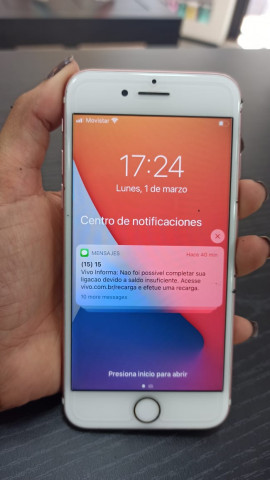 Movistar
17:24
Lunes, 1 de marzo
Centro de notificaciones
MENSAJES Hace 40 min
(15) 15
Vivo Informa: Nao foi possivel completar sua
ligacao devido a saldo insuficiente. Acesse
vivo.com.br/recarga e efetue uma recarga.
16 more messages
Presiona inicio para abrir